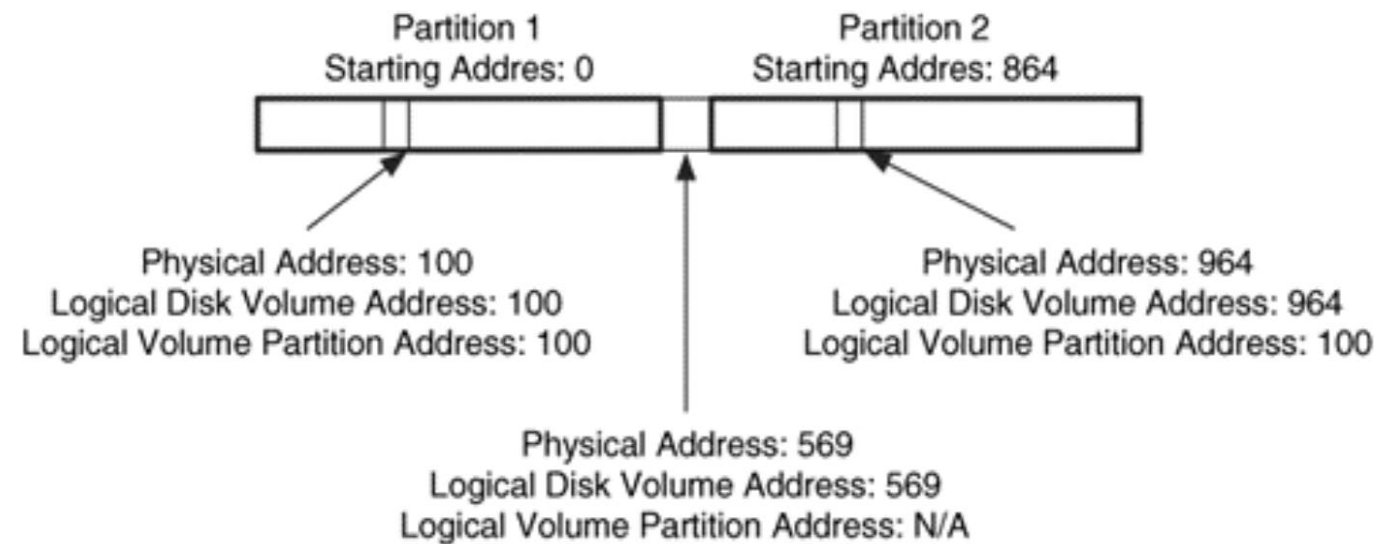 Partition 1
Starting Addres: 0
Partition 2
Starting Addres: 864
Physical Address: 100
Logical Disk Volume Address: 100
Logical Volume Partition Address: 100
Physical Address: 964
Logical Disk Volume Address: 964
Logical Volume Partition Address: 100
Physical Address: 569
Logical Disk Volume Address: 569
Logical Volume Partition Address: N/A